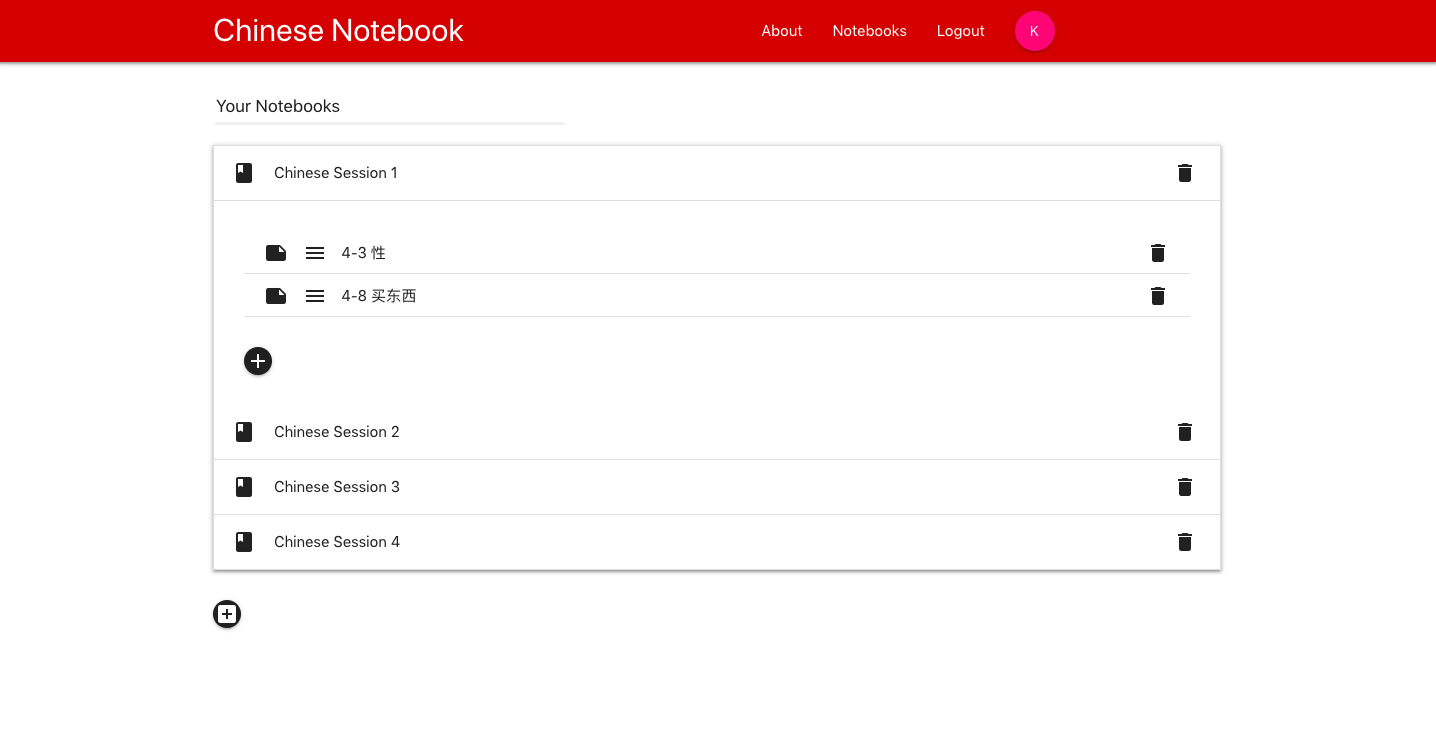 Chinese Notebook
About Notebooks Logout K
Your Notebooks
Chinese Session 1
4-3 性
4-8 买东西
Chinese Session 2
Chinese Session 3
Chinese Session 4